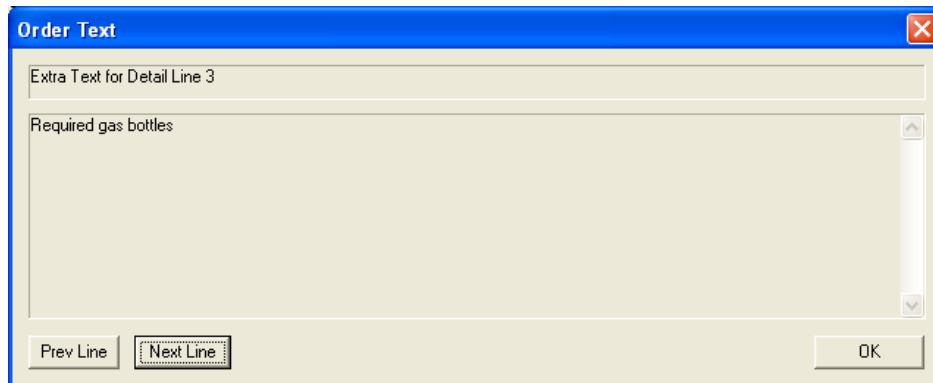 Order Text
Extra Text for Detail Line 3
Required gas bottles
Prev Line Next Line OK